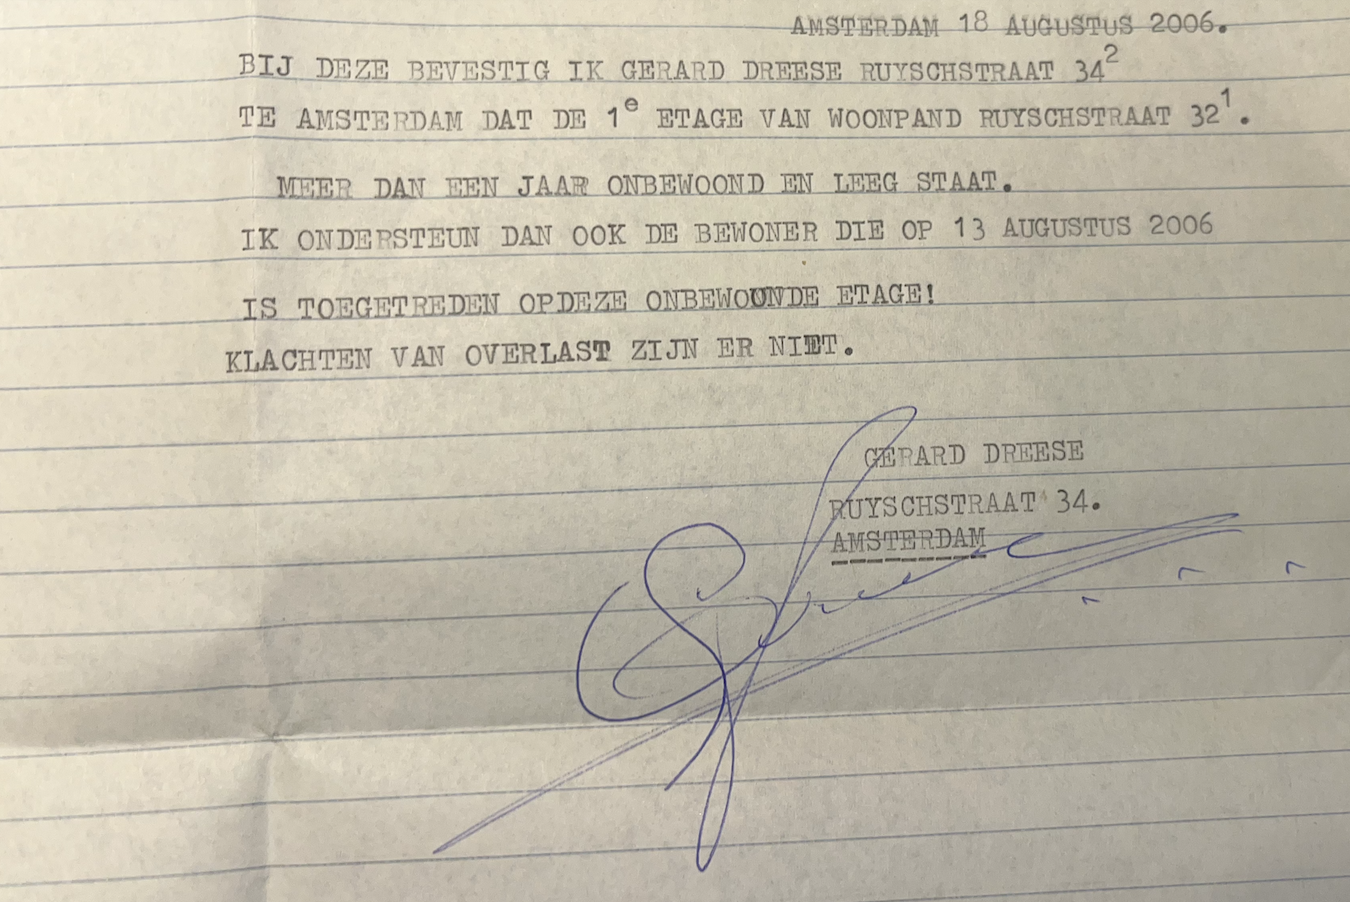 AMSTERDAM 18 AUGUSTUS 2006.
BIJ DEZE BEVESTIG IK GERARD DREESE RUYSCHSTRAAT 34²
TE AMSTERDAM DAT DE 1ᵉ ETAGE VAN WOONPAND RUYSCHSTRAAT 32¹.
MEER DAN EEN JAAR ONBEWOOND EN LEEG STAAT.
IK ONDERSTEUN DAN OOK DE BEWONER DIE OP 13 AUGUSTUS 2006
IS TOEGETREDEN OPDEZE ONBEWOUNDE ETAGE!
KLACHTEN VAN OVERLAST ZIJN ER NIET.
GERARD DREESE
RUYSCHSTRAAT 34.
AMSTERDAM